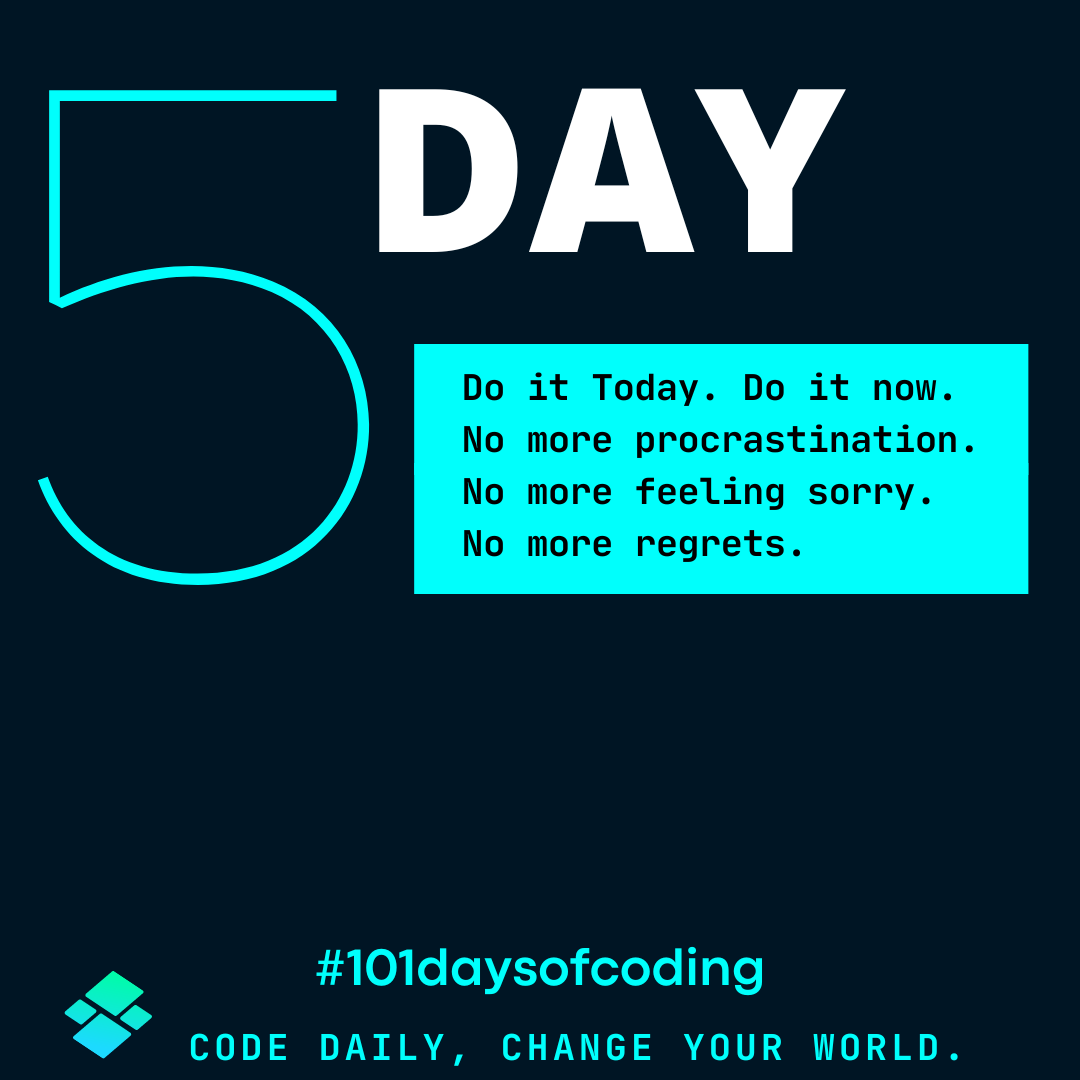 5 DAY
Do it Today. Do it now.
No more procrastination.
No more feeling sorry.
No more regrets.
#101daysofcoding
CODE DAILY, CHANGE YOUR WORLD.